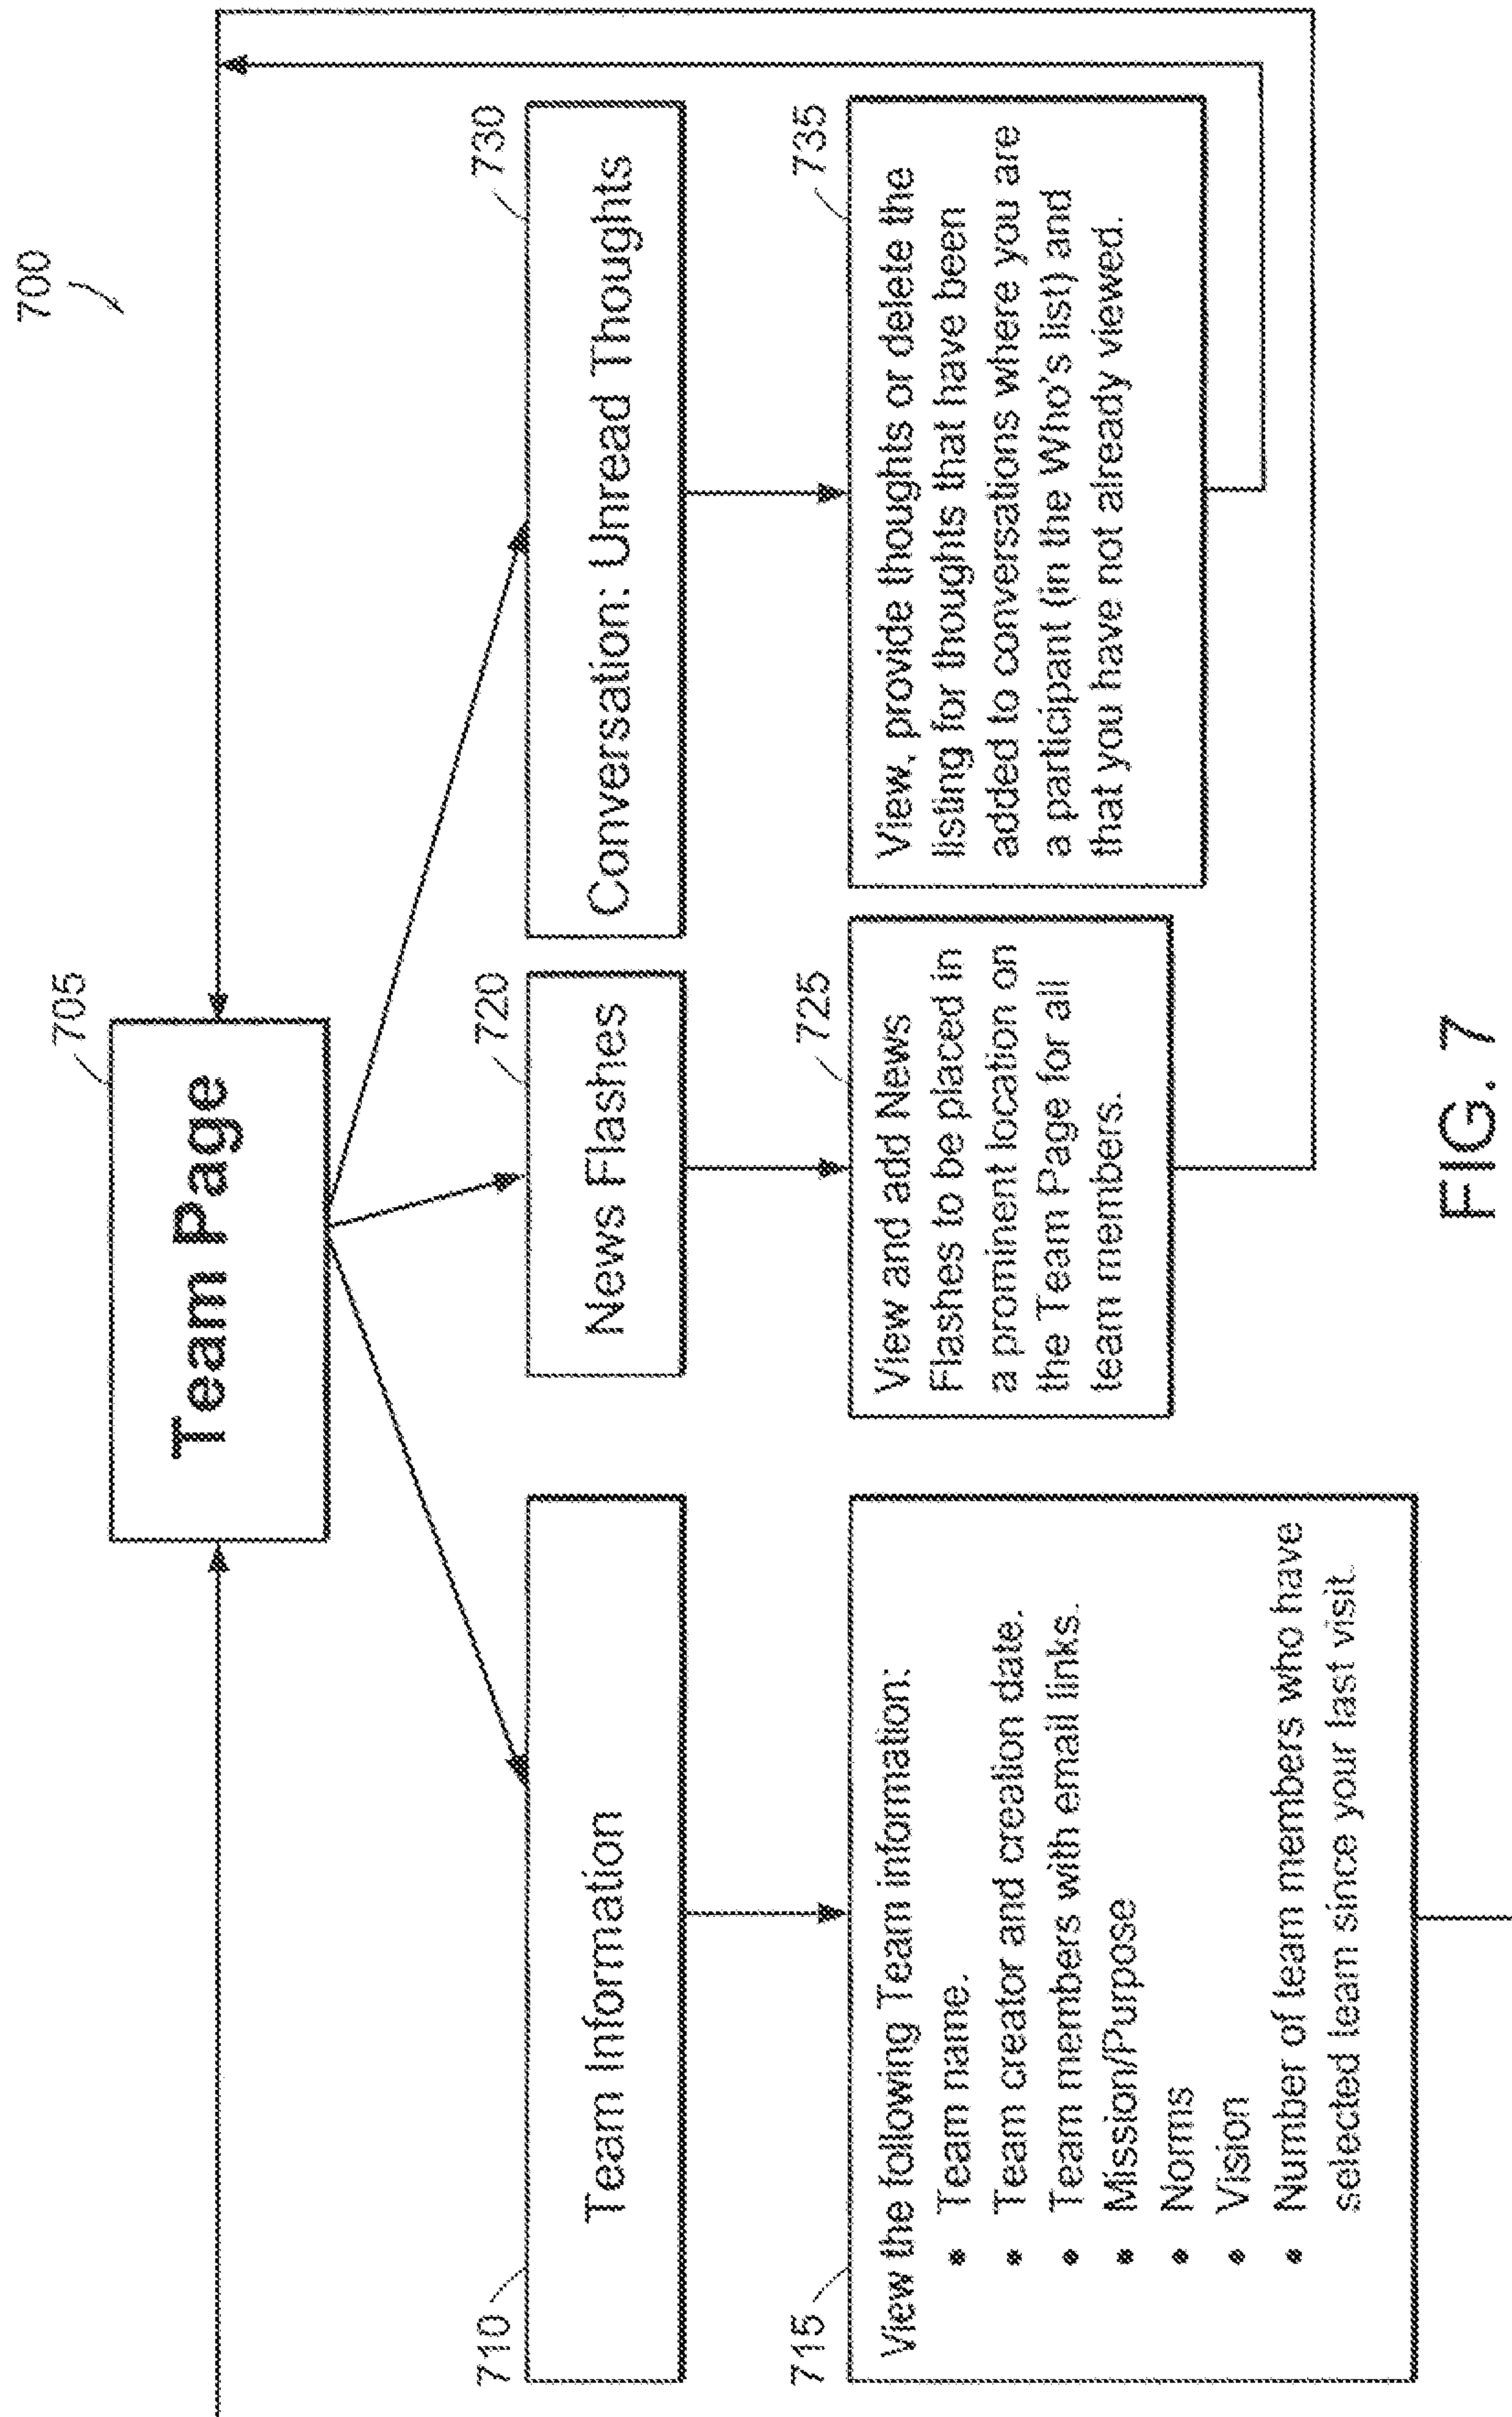 700
705
Team Page
710
Team Information
720
News Flashes
730
Conversation: Unread Thoughts
715
View the following Team information:
• Team name.
• Team creator and creation date.
• Team members with email links.
• Mission/Purpose
• Norms
• Vision
• Number of team members who have
selected team since your last visit.
725
View and add News
Flashes to be placed in
a prominent location on
the Team Page for all
team members.
735
View, provide thoughts or delete the
listing for thoughts that have been
added to conversations where you are
a participant (in the Who's list) and
that you have not already viewed.
FIG. 7